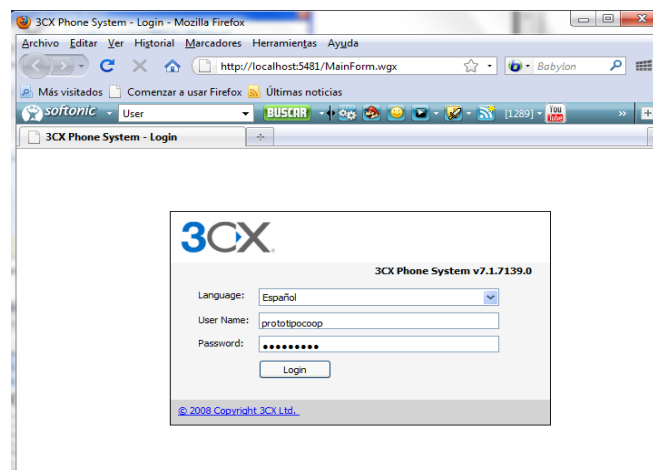 3CX Phone System - Login - Mozilla Firefox
Archivo Editar Ver Historial Marcadores Herramientas Ayuda
http://localhost:5481/MainForm.wgx Babylon
Más visitados Comenzar a usar Firefox Últimas noticias
softonic User BUSCAR [1289] You Tube »
3CX Phone System - Login
3CX
3CX Phone System v7.1.7139.0
Language: Español
User Name: prototipocoop
Password: •••••••••
Login
© 2008 Copyright 3CX Ltd.